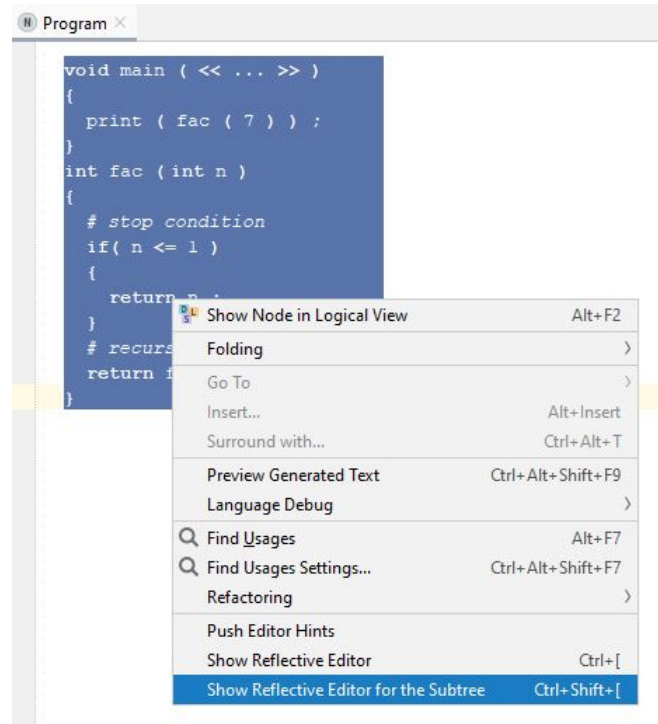 N Program
void main ( << ... >> )
{
print ( fac ( 7 ) ) ;
}
int fac ( int n )
{
# stop condition
if( n <= 1 )
{
return n ;
}
# recurs
return f
}
Show Node in Logical View Alt+F2
Folding
Go To
Insert... Alt+Insert
Surround with... Ctrl+Alt+T
Preview Generated Text Ctrl+Alt+Shift+F9
Language Debug
Find Usages Alt+F7
Find Usages Settings... Ctrl+Alt+Shift+F7
Refactoring
Push Editor Hints
Show Reflective Editor Ctrl+[
Show Reflective Editor for the Subtree Ctrl+Shift+[